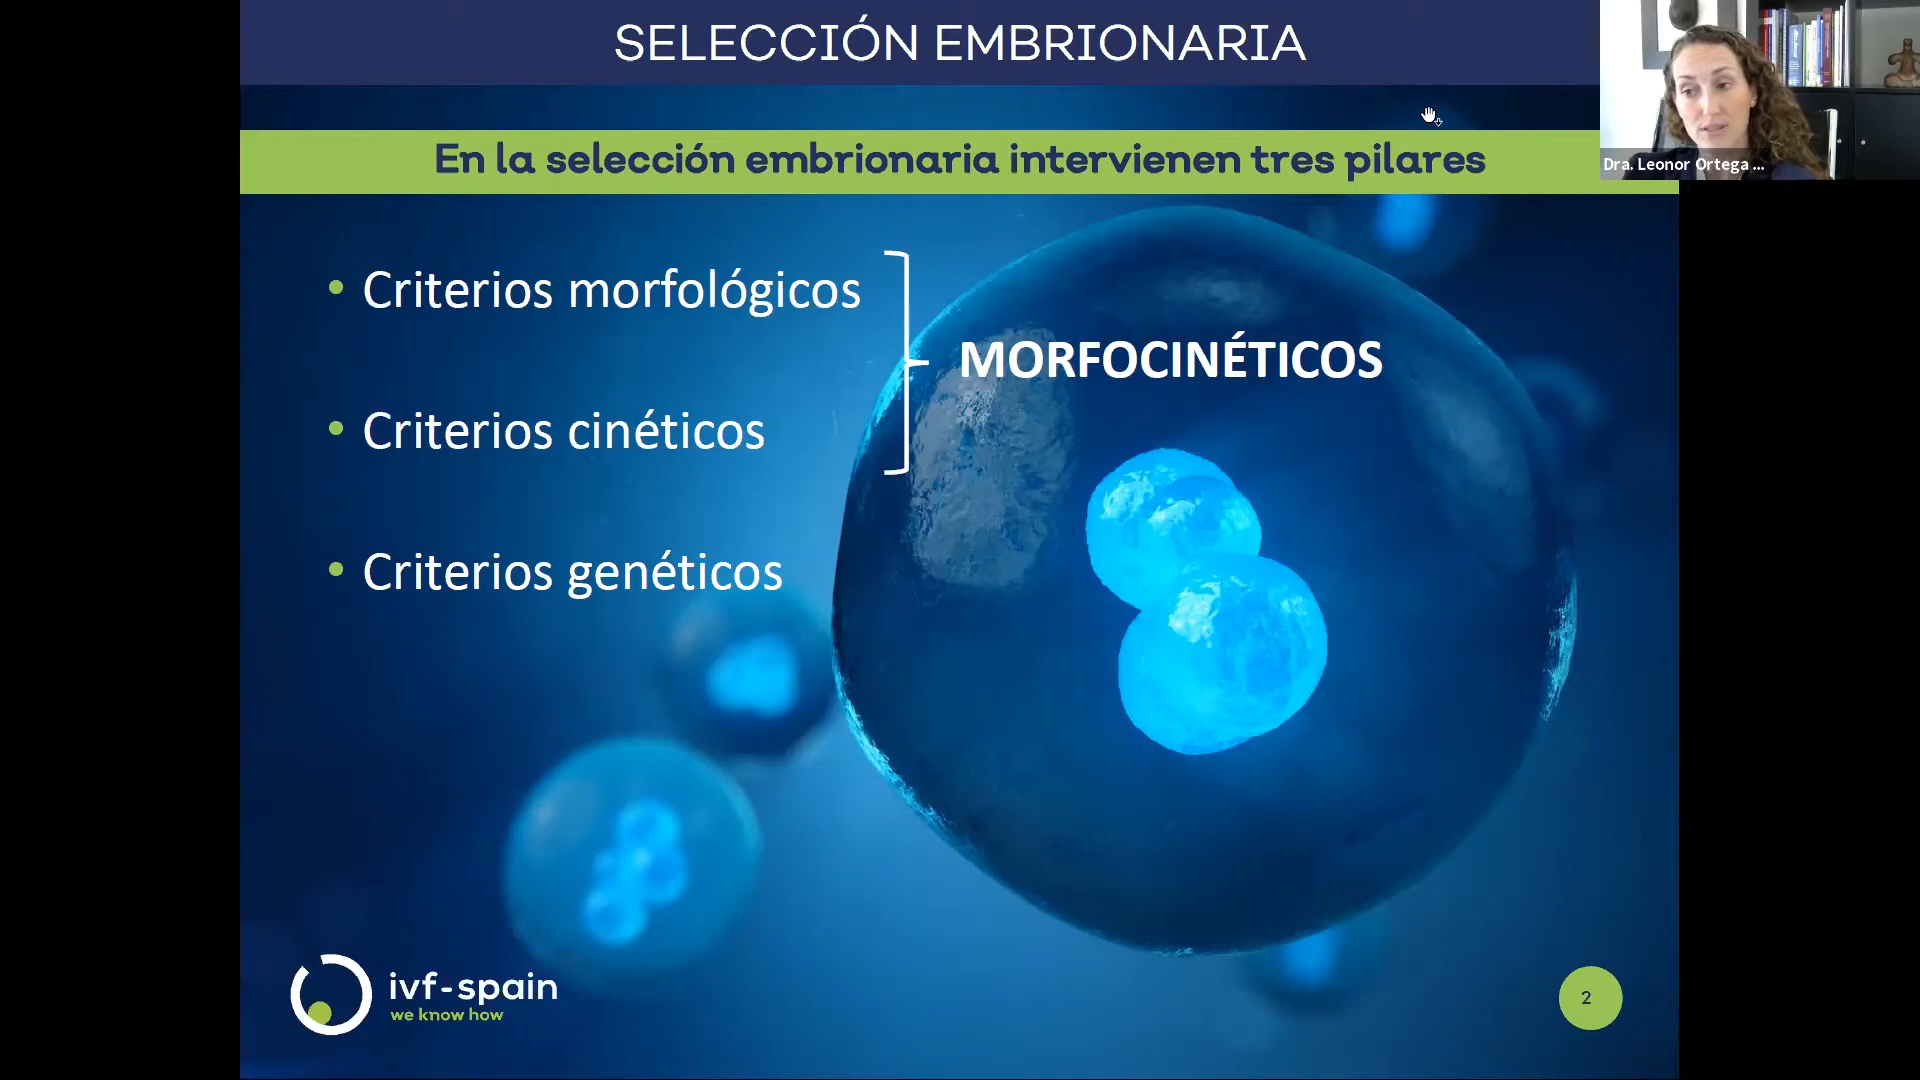 SELECCIÓN EMBRIONARIA
En la selección embrionaria intervienen tres pilares
Dra. Leonor Ortega ...
• Criterios morfológicos
MORFOCINÉTICOS
• Criterios cinéticos
• Criterios genéticos
ivf-spain
we know how
2